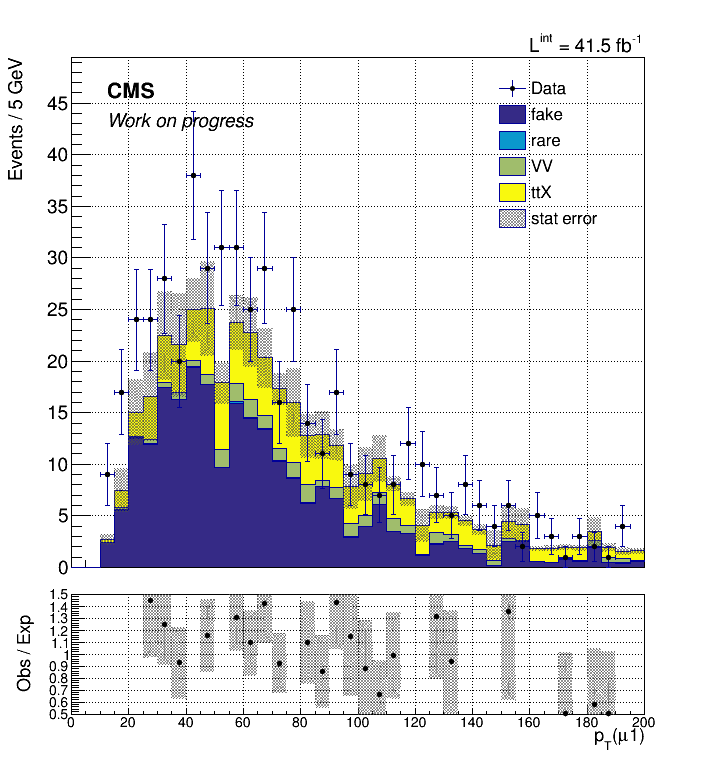 L^int = 41.5 fb^-1
Events / 5 GeV
CMS
Work on progress
Data
fake
rare
VV
ttX
stat error
45
40
35
30
25
20
15
10
5
0
Obs / Exp
1.5
1.4
1.3
1.2
1.1
1
0.9
0.8
0.7
0.6
0.5
0 20 40 60 80 100 120 140 160 180 200
p_T(μ1)